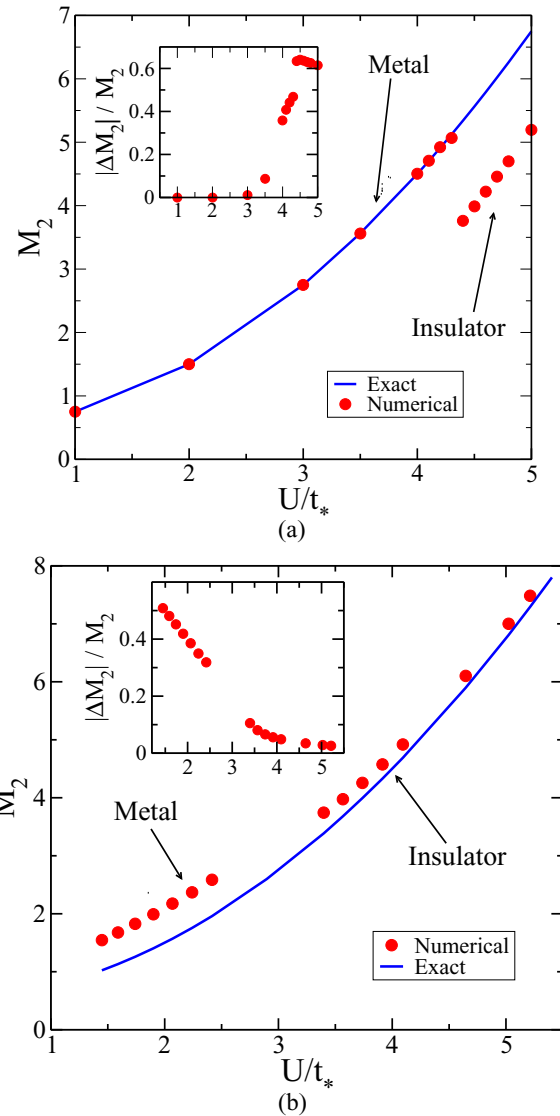 7
6
5
4
3
2
1
0
M₂
|ΔM₂| / M₂
0.6
0.4
0.2
0
1 2 3 4 5
Metal
Insulator
Exact
Numerical
1 2 3 4 5
U/t*
(a)
8
6
4
2
0
M₂
|ΔM₂| / M₂
0.4
0.2
0
2 3 4 5
Metal
Insulator
Numerical
Exact
1 2 3 4 5
U/t*
(b)